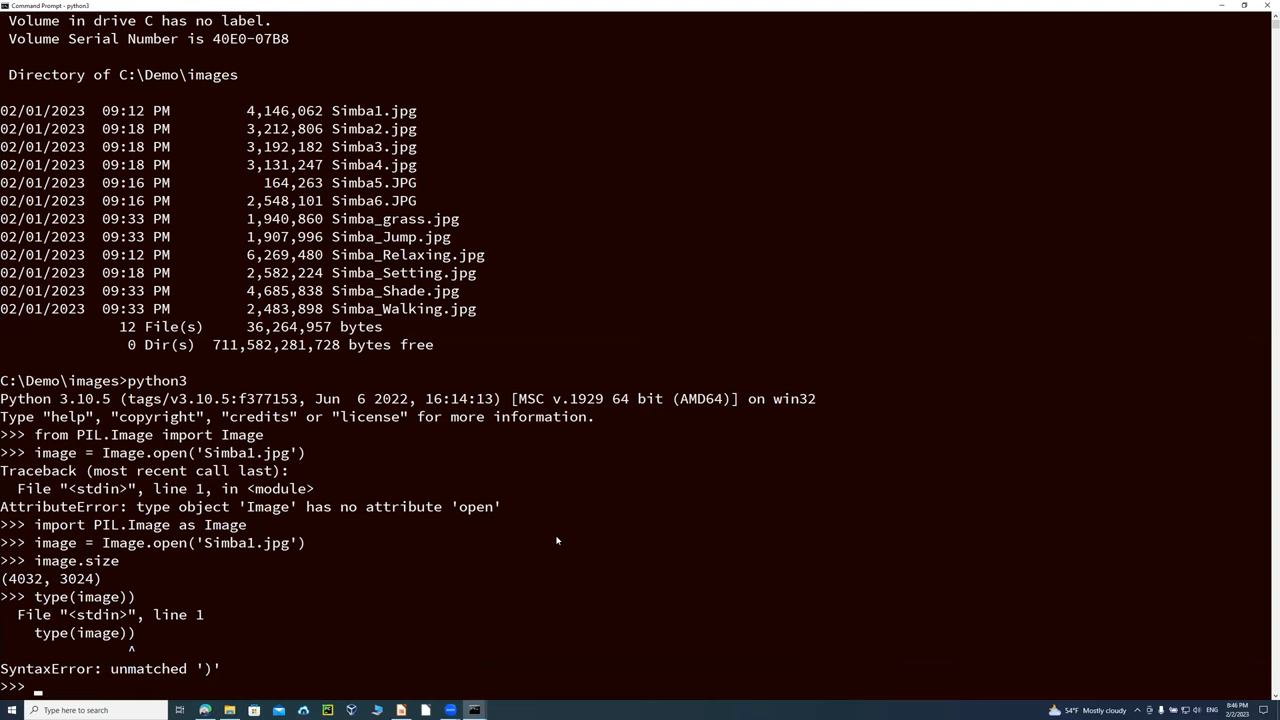 Command Prompt - python3
Volume in drive C has no label.
Volume Serial Number is 40E0-07B8
Directory of C:\Demo\images
02/01/2023  09:12 PM         4,146,062 Simba1.jpg
02/01/2023  09:18 PM         3,212,806 Simba2.jpg
02/01/2023  09:18 PM         3,192,182 Simba3.jpg
02/01/2023  09:18 PM         3,131,247 Simba4.jpg
02/01/2023  09:16 PM           164,263 Simba5.JPG
02/01/2023  09:16 PM         2,548,101 Simba6.JPG
02/01/2023  09:33 PM         1,940,860 Simba_grass.jpg
02/01/2023  09:33 PM         1,907,996 Simba_Jump.jpg
02/01/2023  09:12 PM         6,269,480 Simba_Relaxing.jpg
02/01/2023  09:18 PM         2,582,224 Simba_Setting.jpg
02/01/2023  09:33 PM         4,685,838 Simba_Shade.jpg
02/01/2023  09:33 PM         2,483,898 Simba_Walking.jpg
12 File(s)     36,264,957 bytes
0 Dir(s)  711,582,281,728 bytes free
C:\Demo\images>python3
Python 3.10.5 (tags/v3.10.5:f377153, Jun  6 2022, 16:14:13) [MSC v.1929 64 bit (AMD64)] on win32
Type "help", "copyright", "credits" or "license" for more information.
>>> from PIL.Image import Image
>>> image = Image.open('Simba1.jpg')
Traceback (most recent call last):
File "<stdin>", line 1, in <module>
AttributeError: type object 'Image' has no attribute 'open'
>>> import PIL.Image as Image
>>> image = Image.open('Simba1.jpg')
>>> image.size
(4032, 3024)
>>> type(image))
File "<stdin>", line 1
type(image))
^
SyntaxError: unmatched ')'
>>>
Type here to search
54°F Mostly cloudy
ENG
8:46 PM
2/2/2023